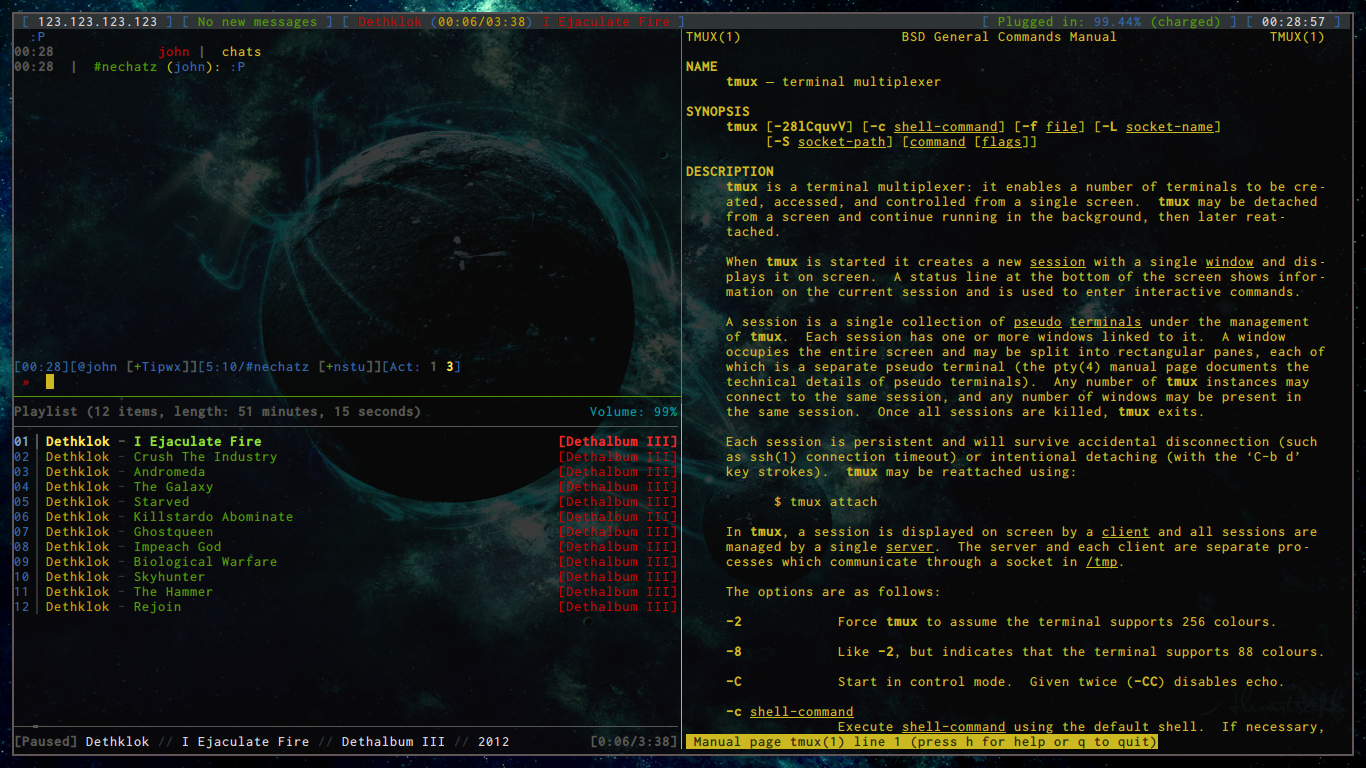 [ 123.123.123.123 ] [ No new messages ] [ Dethklok (00:06/03:38) I Ejaculate Fire ] [ Plugged in: 99.44% (charged) ] [ 00:28:57 ]
:P
00:28 john | chats
00:28 | #nechatz (john): :P
[00:28][@john [+Tipwx]][5:10/#nechatz [+nstu]][Act: 1 3]
»
Playlist (12 items, length: 51 minutes, 15 seconds) Volume: 99%
01 | Dethklok - I Ejaculate Fire [Dethalbum III]
02 | Dethklok - Crush The Industry [Dethalbum III]
03 | Dethklok - Andromeda [Dethalbum III]
04 | Dethklok - The Galaxy [Dethalbum III]
05 | Dethklok - Starved [Dethalbum III]
06 | Dethklok - Killstardo Abominate [Dethalbum III]
07 | Dethklok - Ghostqueen [Dethalbum III]
08 | Dethklok - Impeach God [Dethalbum III]
09 | Dethklok - Biological Warfare [Dethalbum III]
10 | Dethklok - Skyhunter [Dethalbum III]
11 | Dethklok - The Hammer [Dethalbum III]
12 | Dethklok - Rejoin [Dethalbum III]
[Paused] Dethklok // I Ejaculate Fire // Dethalbum III // 2012 [0:06/3:38]
TMUX(1) BSD General Commands Manual TMUX(1)
NAME
tmux — terminal multiplexer
SYNOPSIS
tmux [-28lCquvV] [-c shell-command] [-f file] [-L socket-name]
[-S socket-path] [command [flags]]
DESCRIPTION
tmux is a terminal multiplexer: it enables a number of terminals to be cre-
ated, accessed, and controlled from a single screen. tmux may be detached
from a screen and continue running in the background, then later reat-
tached.
When tmux is started it creates a new session with a single window and dis-
plays it on screen. A status line at the bottom of the screen shows infor-
mation on the current session and is used to enter interactive commands.
A session is a single collection of pseudo terminals under the management
of tmux. Each session has one or more windows linked to it. A window
occupies the entire screen and may be split into rectangular panes, each of
which is a separate pseudo terminal (the pty(4) manual page documents the
technical details of pseudo terminals). Any number of tmux instances may
connect to the same session, and any number of windows may be present in
the same session. Once all sessions are killed, tmux exits.
Each session is persistent and will survive accidental disconnection (such
as ssh(1) connection timeout) or intentional detaching (with the ‘C-b d’
key strokes). tmux may be reattached using:
$ tmux attach
In tmux, a session is displayed on screen by a client and all sessions are
managed by a single server. The server and each client are separate pro-
cesses which communicate through a socket in /tmp.
The options are as follows:
-2 Force tmux to assume the terminal supports 256 colours.
-8 Like -2, but indicates that the terminal supports 88 colours.
-C Start in control mode. Given twice (-CC) disables echo.
-c shell-command
Execute shell-command using the default shell. If necessary,
Manual page tmux(1) line 1 (press h for help or q to quit)